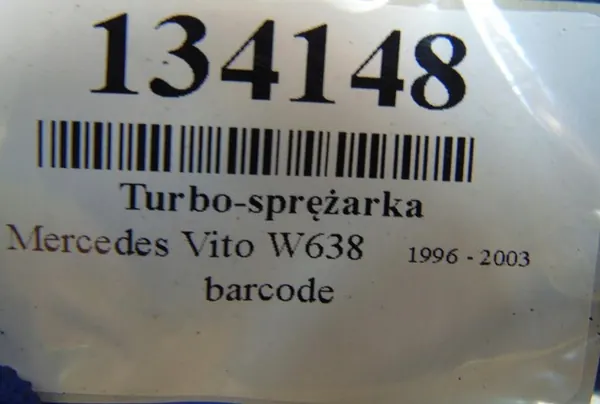 134148
Turbo-sprężarka
Mercedes Vito W638 1996 - 2003
barcode